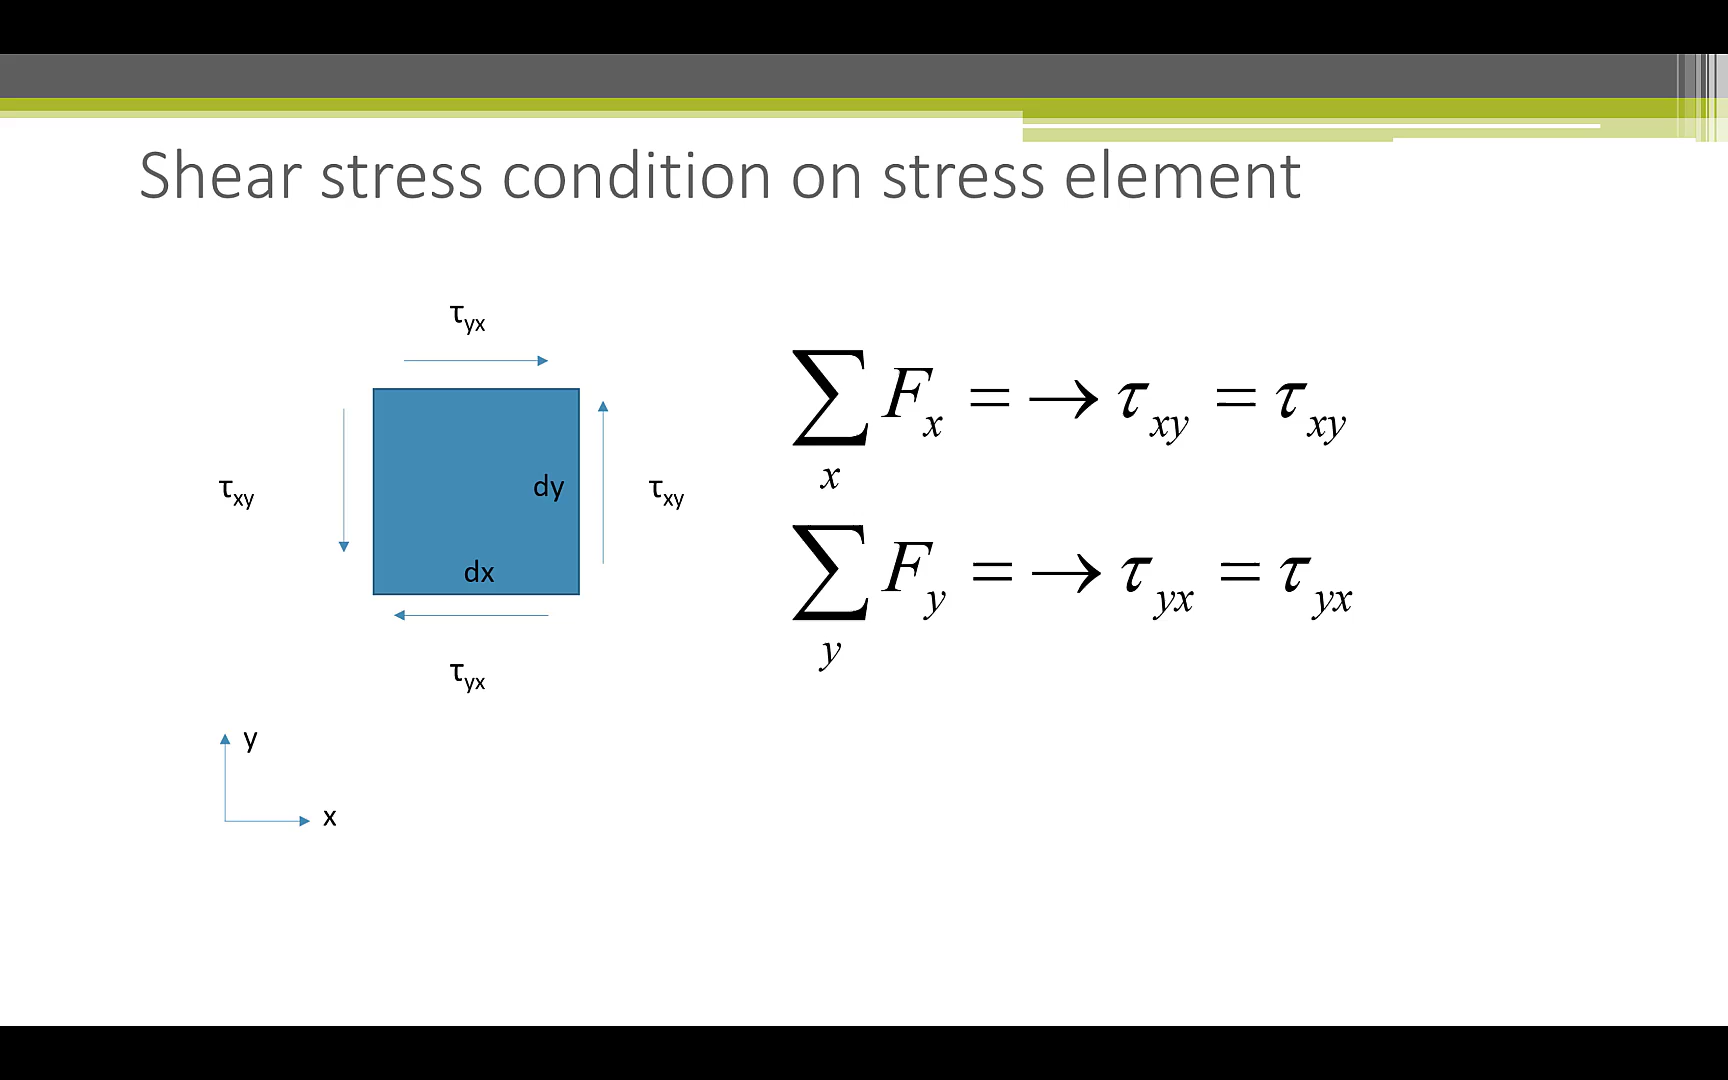 Shear stress condition on stress element
τyx
τxy
dy
τxy
dx
τyx
y
x
∑x Fx = → τxy = τxy
∑y Fy = → τyx = τyx